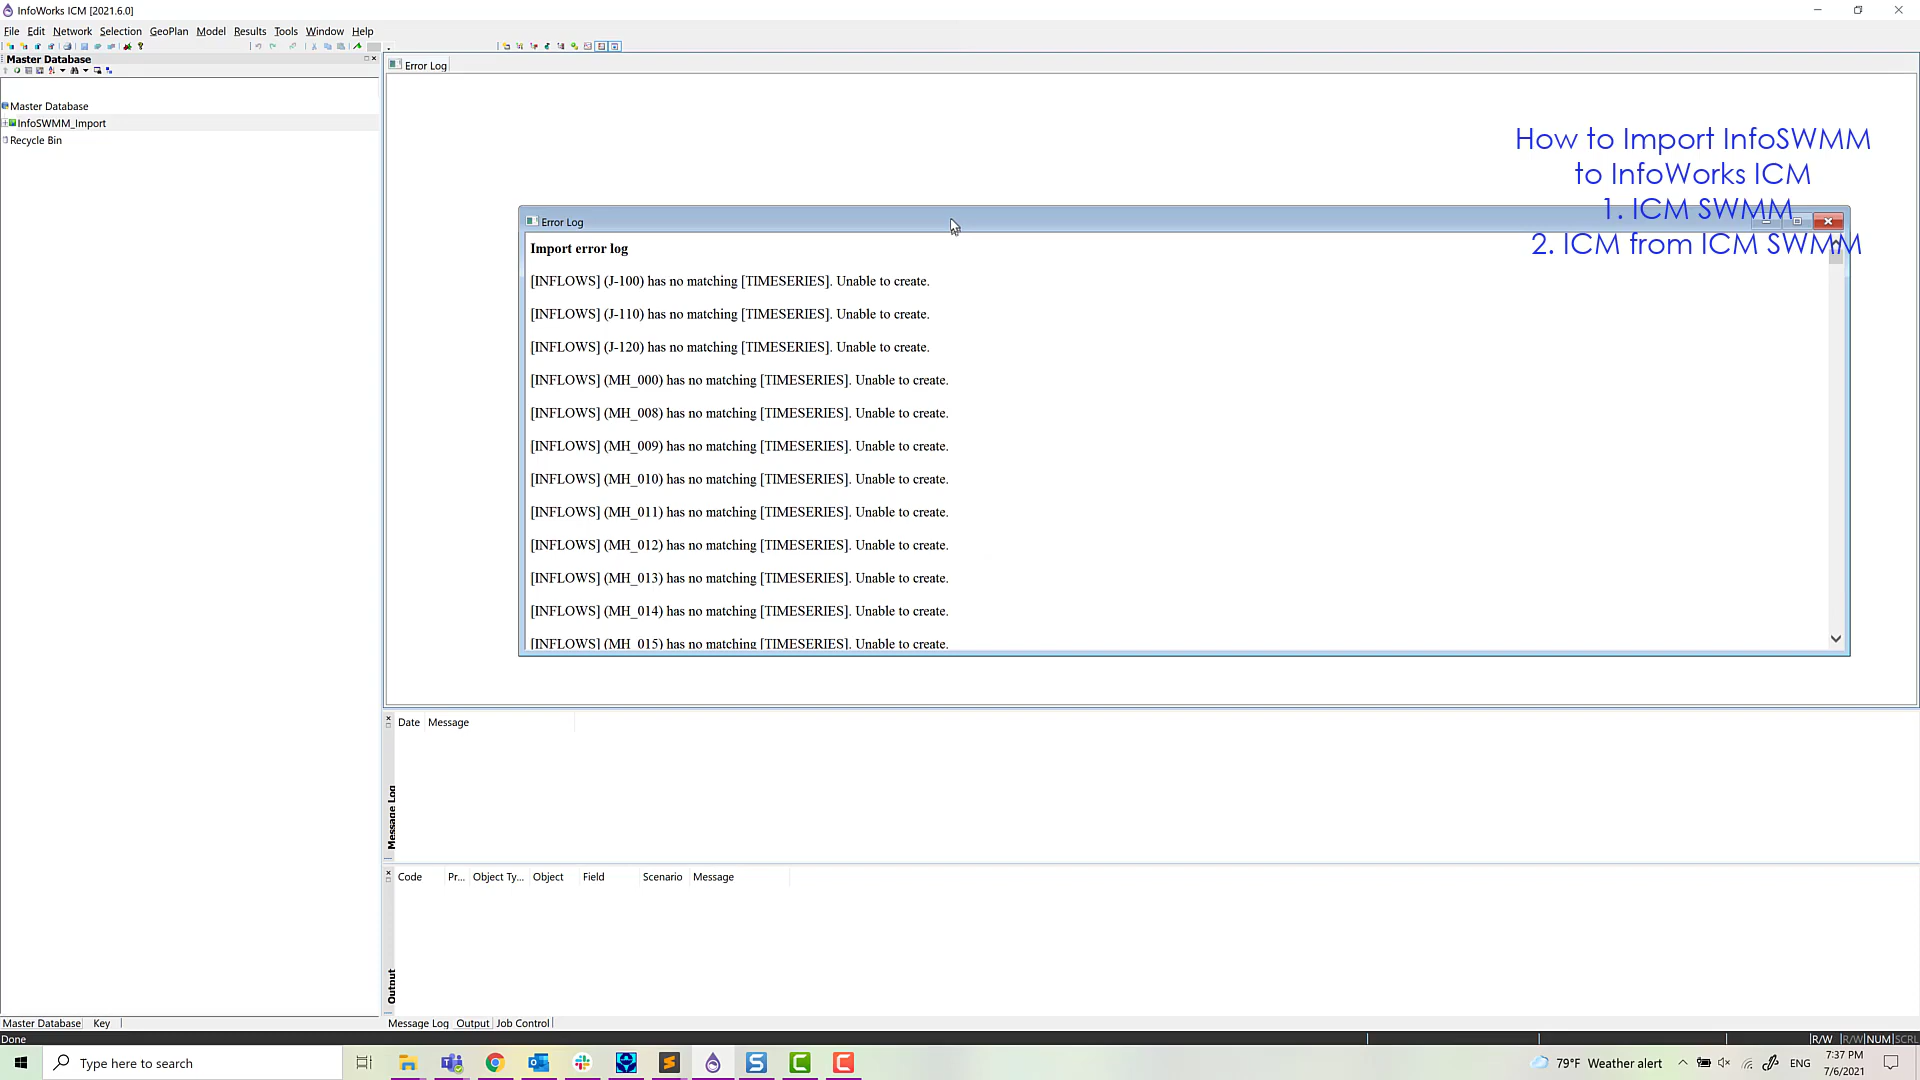 InfoWorks ICM [2021.6.0]
File Edit Network Selection GeoPlan Model Results Tools Window Help
Master Database
Error Log
Master Database
InfoSWMM_Import
Recycle Bin
How to Import InfoSWMM
to InfoWorks ICM
1. ICM SWMM
2. ICM from ICM SWMM
Error Log
Import error log
[INFLOWS] (J-100) has no matching [TIMESERIES]. Unable to create.
[INFLOWS] (J-110) has no matching [TIMESERIES]. Unable to create.
[INFLOWS] (J-120) has no matching [TIMESERIES]. Unable to create.
[INFLOWS] (MH_000) has no matching [TIMESERIES]. Unable to create.
[INFLOWS] (MH_008) has no matching [TIMESERIES]. Unable to create.
[INFLOWS] (MH_009) has no matching [TIMESERIES]. Unable to create.
[INFLOWS] (MH_010) has no matching [TIMESERIES]. Unable to create.
[INFLOWS] (MH_011) has no matching [TIMESERIES]. Unable to create.
[INFLOWS] (MH_012) has no matching [TIMESERIES]. Unable to create.
[INFLOWS] (MH_013) has no matching [TIMESERIES]. Unable to create.
[INFLOWS] (MH_014) has no matching [TIMESERIES]. Unable to create.
[INFLOWS] (MH_015) has no matching [TIMESERIES]. Unable to create.
Date Message
Message Log
Code Pr... Object Ty... Object Field Scenario Message
Output
Master Database Key
Message Log Output Job Control
Done
R/W R/W NUM SCRL
Type here to search
79°F Weather alert
ENG
7:37 PM
7/6/2021